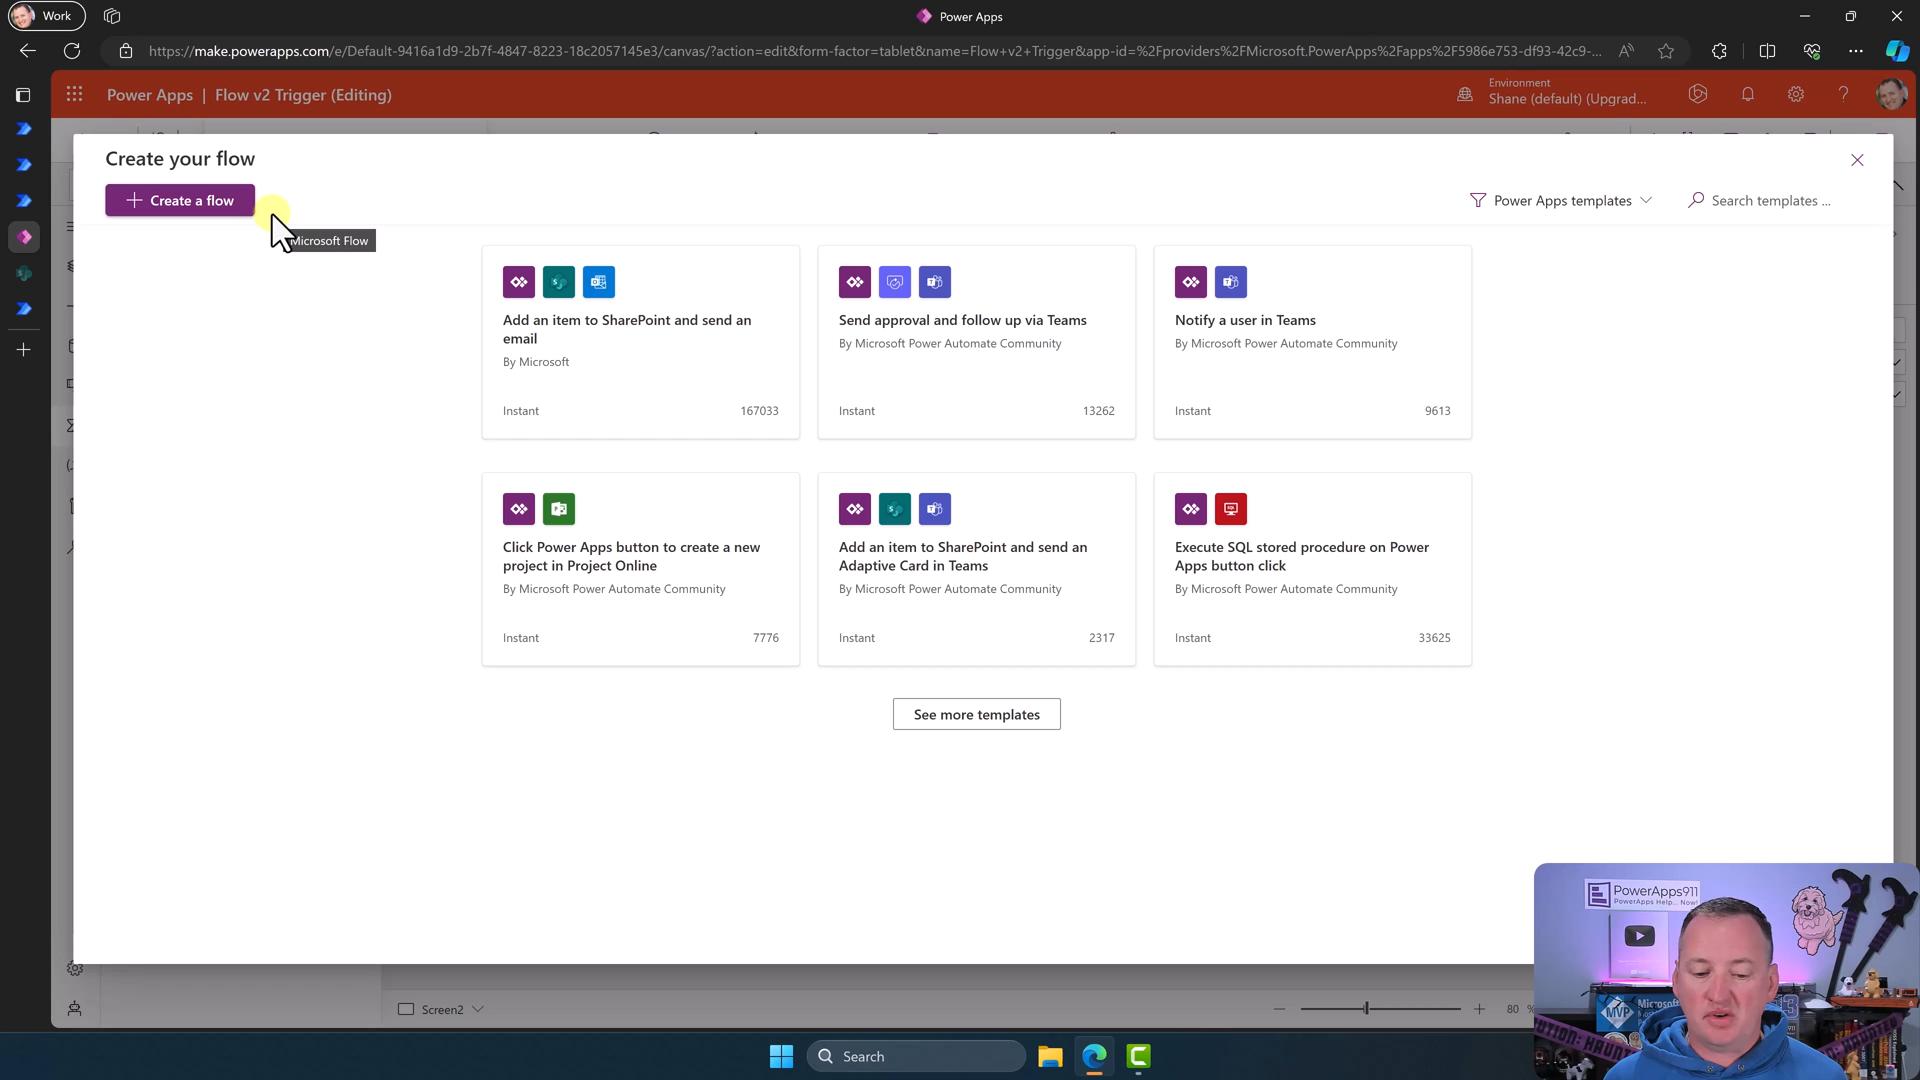 Work
Power Apps
https://make.powerapps.com/e/Default-9416a1d9-2b7f-4847-8223-18c2057145e3/canvas/?action=edit&form-factor=tablet&name=Flow+v2+Trigger&app-id=%2Fproviders%2FMicrosoft.PowerApps%2Fapps%2F5986e753-df93-42c9-...
Power Apps | Flow v2 Trigger (Editing)
Environment
Shane (default) (Upgrad...
Create your flow
Create a flow
Power Apps templates
Search templates ...
Microsoft Flow
Add an item to SharePoint and send an
email
By Microsoft
Instant 167033
Send approval and follow up via Teams
By Microsoft Power Automate Community
Instant 13262
Notify a user in Teams
By Microsoft Power Automate Community
Instant 9613
Click Power Apps button to create a new
project in Project Online
By Microsoft Power Automate Community
Instant 7776
Add an item to SharePoint and send an
Adaptive Card in Teams
By Microsoft Power Automate Community
Instant 2317
Execute SQL stored procedure on Power
Apps button click
By Microsoft Power Automate Community
Instant 33625
See more templates
PowerApps911
PowerApps Help... Now!
Microsoft
MVP
Screen2
80 %
Search